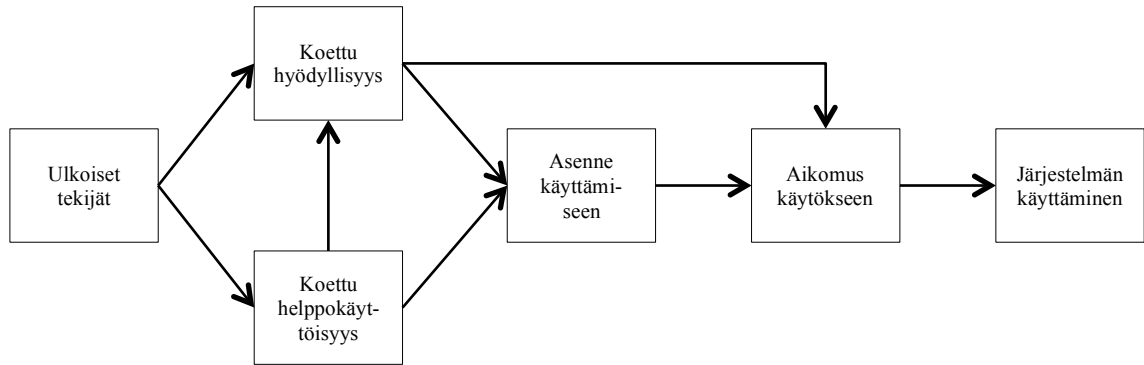 Koettu
hyödyllisyys
Ulkoiset
tekijät
Koettu
helppokäyt-
töisyys
Asenne
käyttämi-
seen
Aikomus
käytökseen
Järjestelmän
käyttäminen